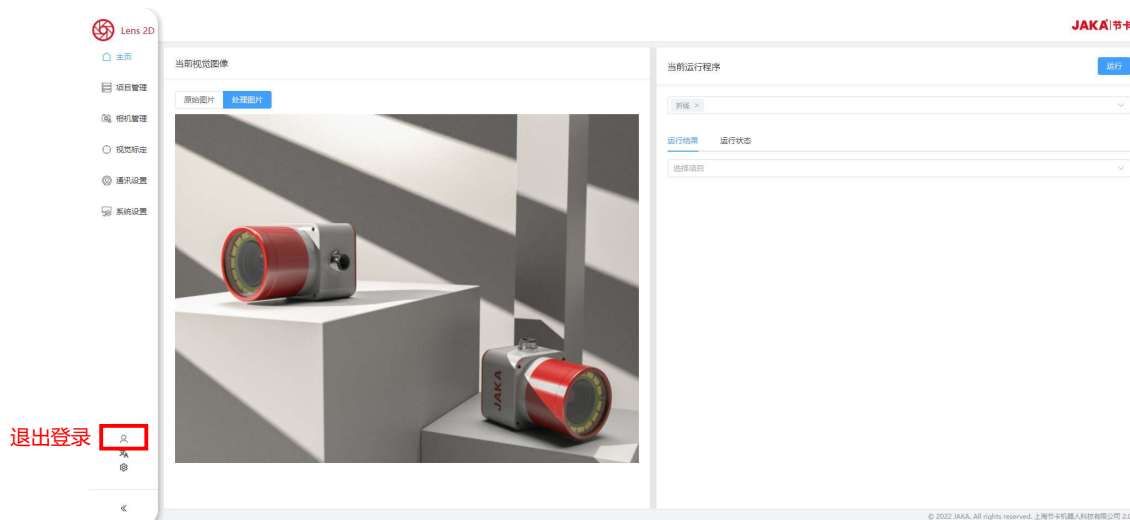 Lens 2D
JAKA 节卡
主页
项目管理
相机管理
视觉标定
通讯设置
系统设置
当前视觉图像
原始图片 处理图片
JAKA
当前运行程序
运行
折线 ×
运行结果 运行状态
选择项目
退出登录
«
© 2022 JAKA. All rights reserved. 上海节卡机器人科技有限公司 2.0